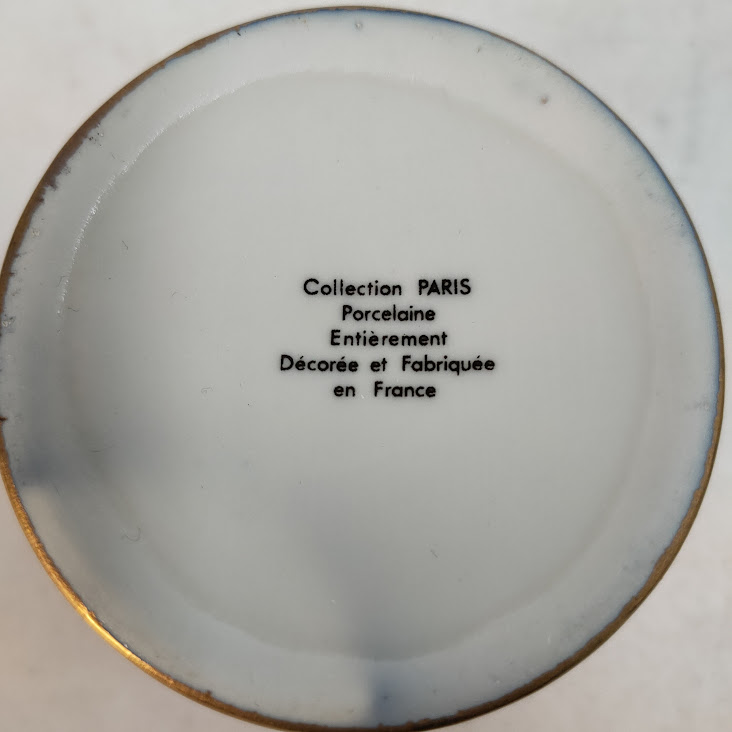 Collection PARIS
Porcelaine
Entièrement
Décorée et Fabriquée
en France